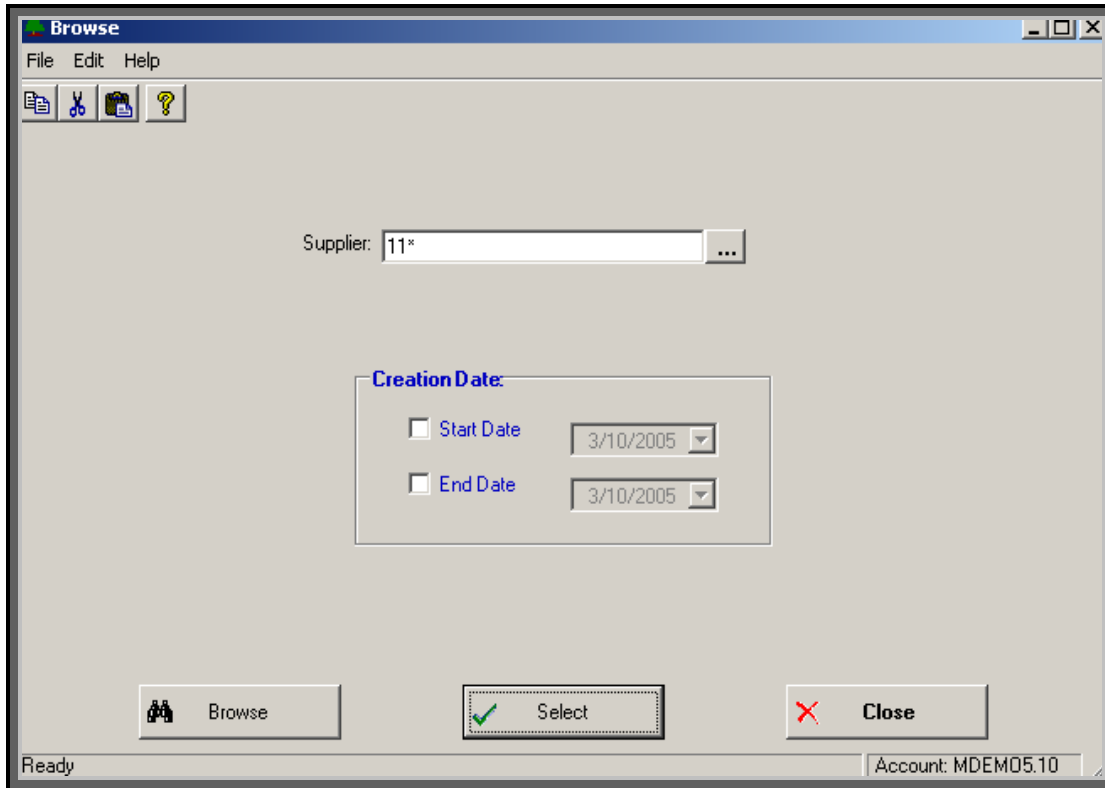 Browse
File Edit Help
Supplier: 11* ...
Creation Date:
Start Date 3/10/2005
End Date 3/10/2005
Browse Select Close
Ready Account: MDEMO5.10